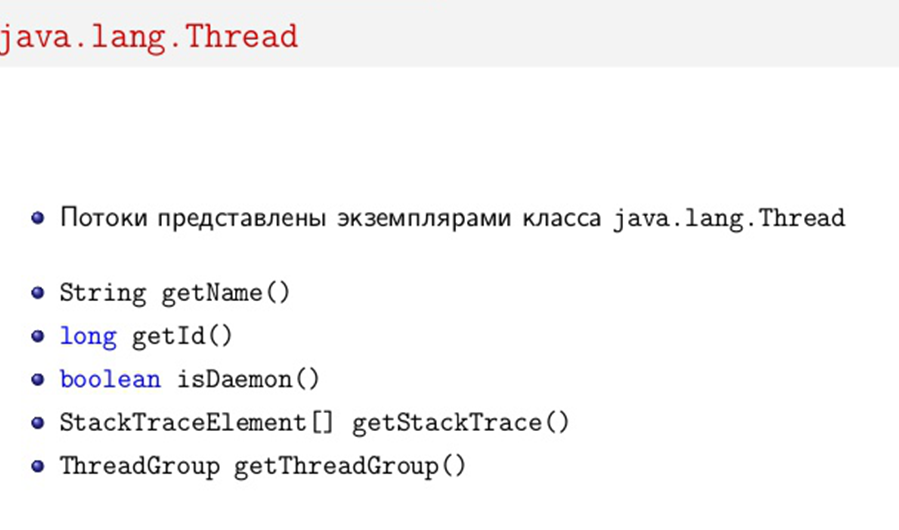 java.lang.Thread
Потоки представлены экземплярами класса java.lang.Thread
String getName()
long getId()
boolean isDaemon()
StackTraceElement[] getStackTrace()
ThreadGroup getThreadGroup()